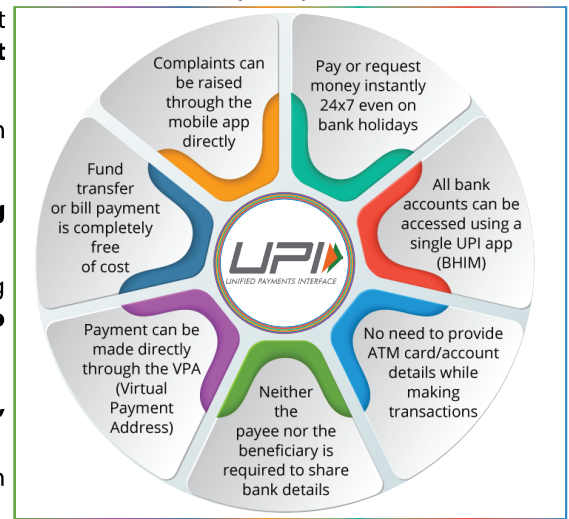 Complaints can
be raised
through the
mobile app
directly
Pay or request
money instantly
24x7 even on
bank holidays
All bank
accounts can be
accessed using a
single UPI app
(BHIM)
No need to provide
ATM card/account
details while
making
transactions
Neither
the
payee nor the
beneficiary is
required to share
bank details
Payment can be
made directly
through the VPA
(Virtual
Payment
Address)
Fund
transfer
or bill payment
is completely
free
of cost
UPI
UNIFIED PAYMENTS INTERFACE